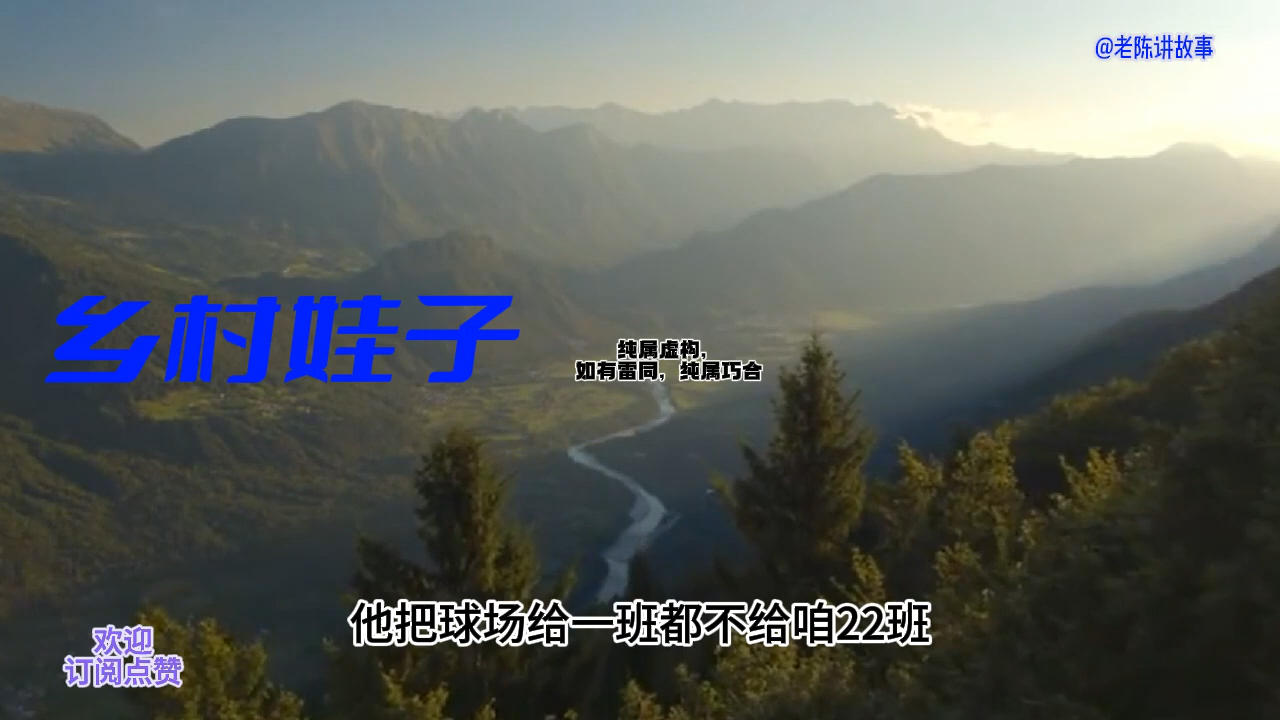 @老陈讲故事
乡村娃子
纯属虚构，
如有雷同，纯属巧合
他把球场给一班都不给咱22班
欢迎
订阅点赞